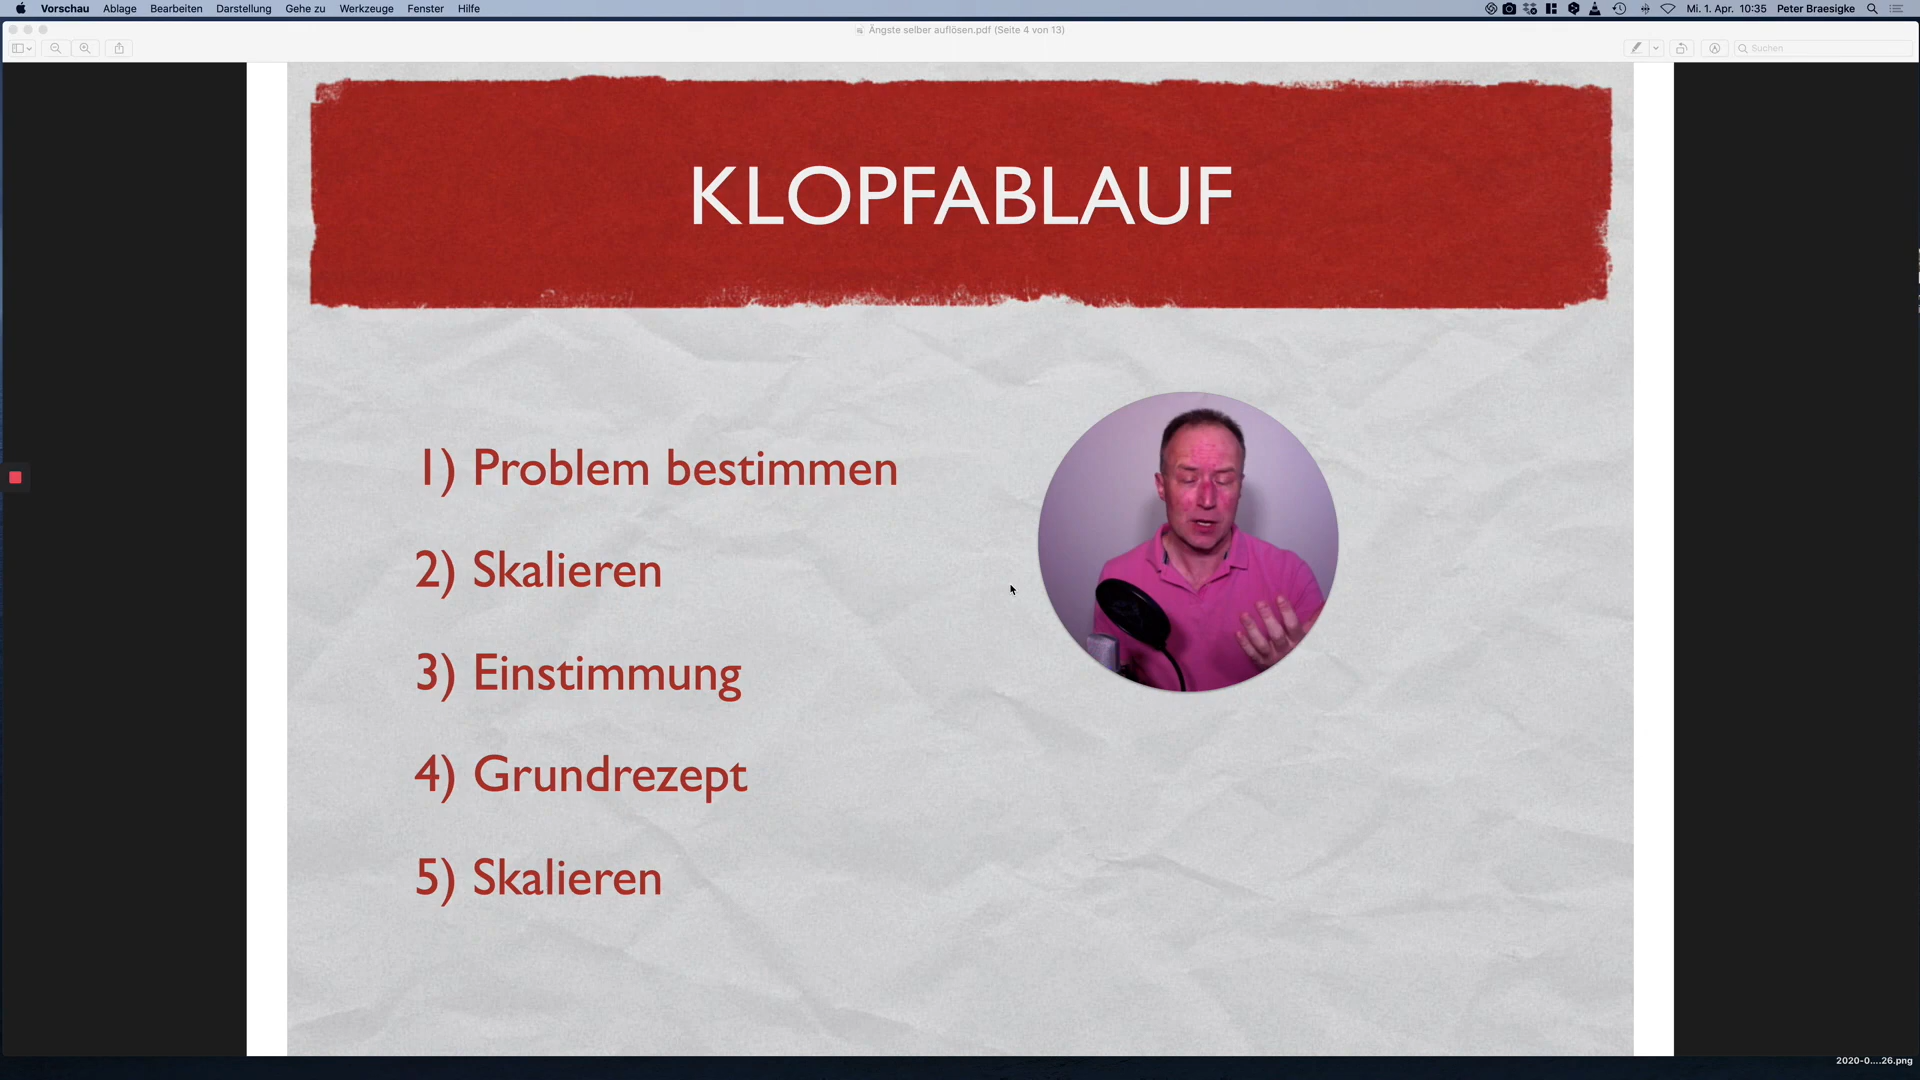 Vorschau Ablage Bearbeiten Darstellung Gehe zu Werkzeuge Fenster Hilfe Mi. 1. Apr. 10:35 Peter Braesigke
Ängste selber auflösen.pdf (Seite 4 von 13)
Suchen
KLOPFABLAUF
1) Problem bestimmen
2) Skalieren
3) Einstimmung
4) Grundrezept
5) Skalieren
2020-0....26.png